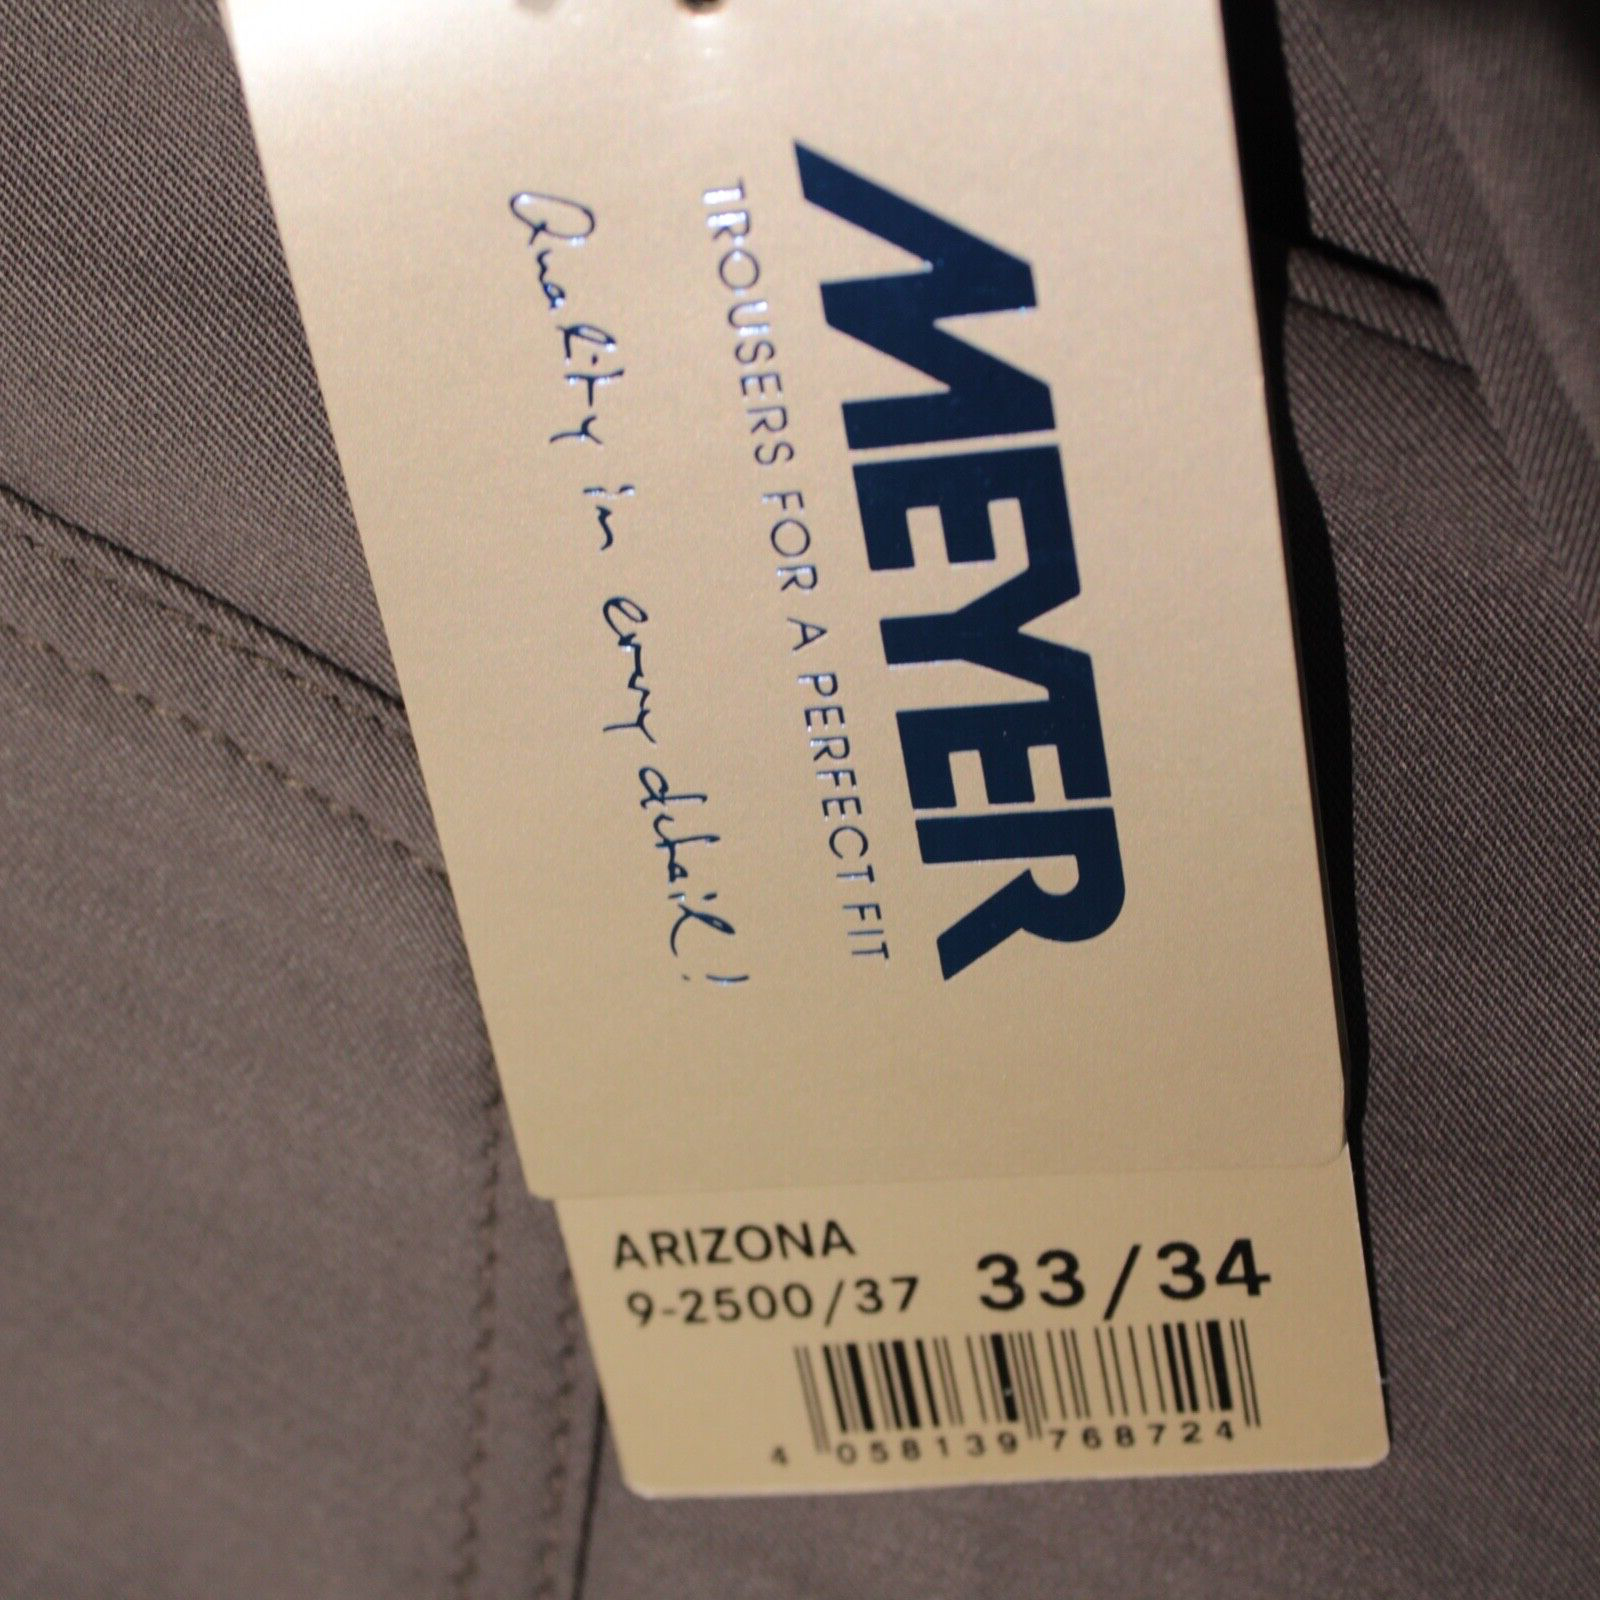 MEYER
TROUSERS FOR A PERFECT FIT
Quality in every detail!
ARIZONA
9-2500/37 33/34
4 058139 768724